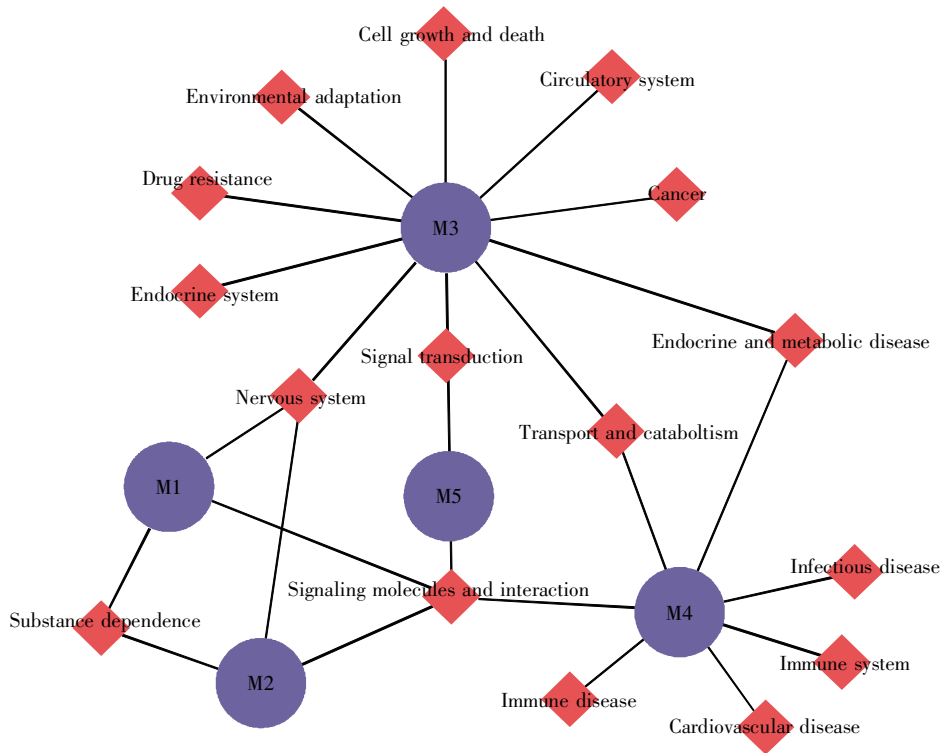 Cell growth and death
Circulatory system
Environmental adaptation
Drug resistance
Cancer
M3
Endocrine system
Endocrine and metabolic disease
Signal transduction
Nervous system
Transport and cataboltism
M1
M5
Infectious disease
Signaling molecules and interaction
M4
Substance dependence
Immune system
M2
Immune disease
Cardiovascular disease